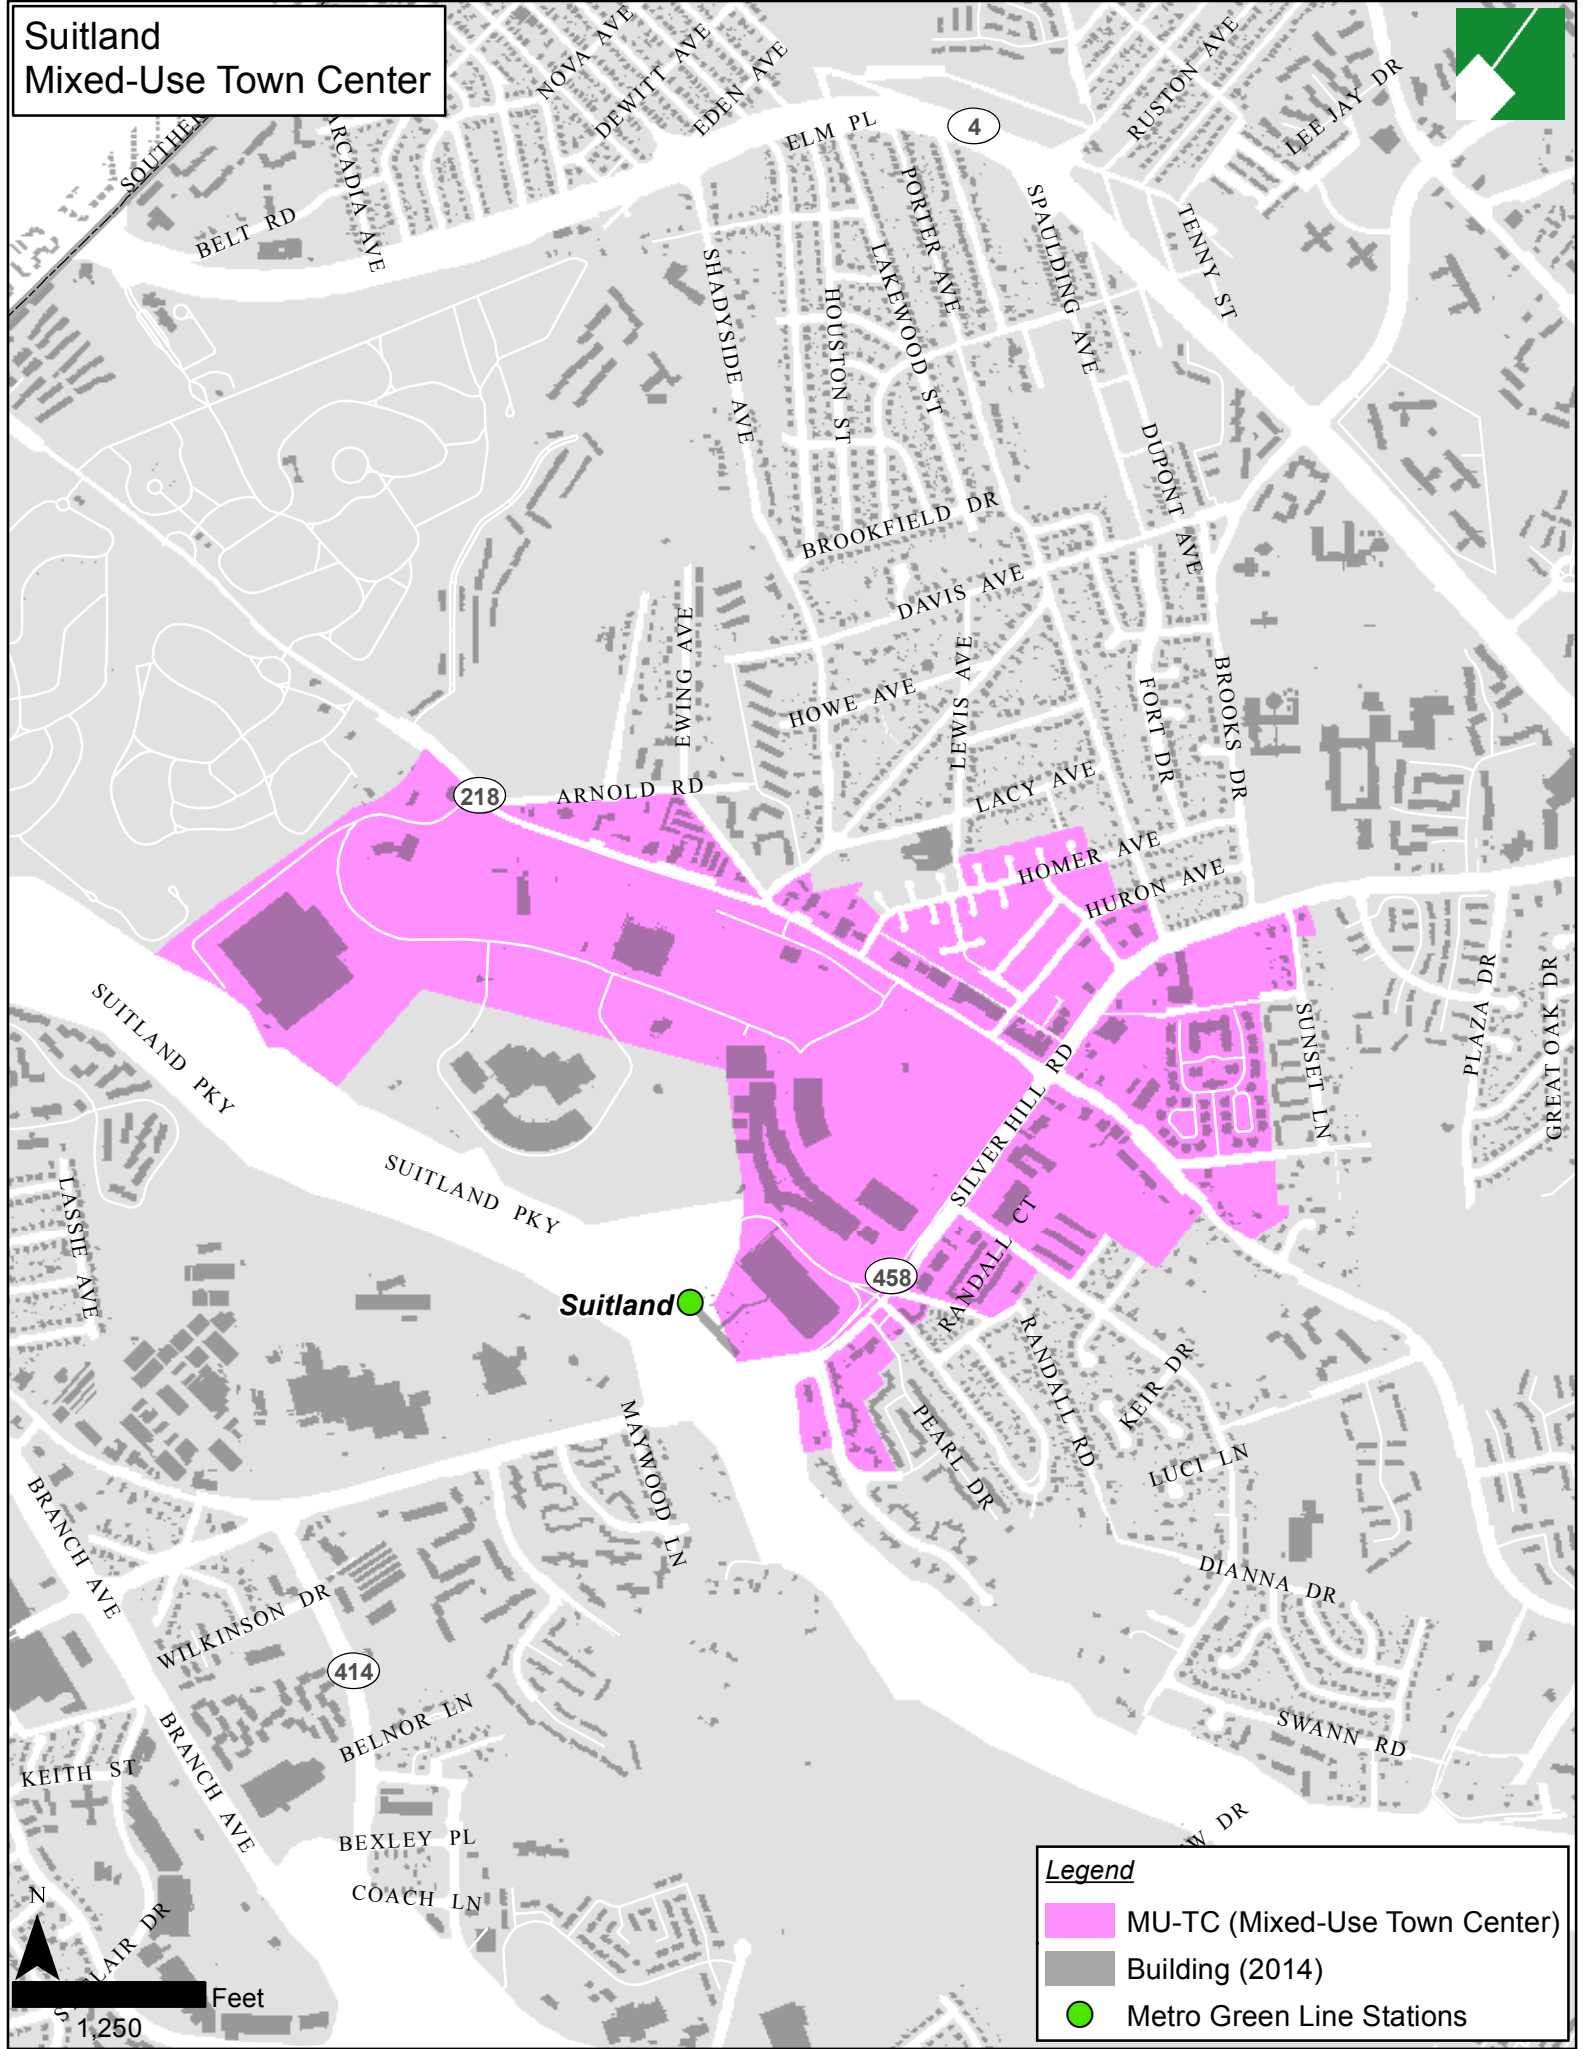 Suitland
Mixed-Use Town Center
NOVA AVE
DEWITT AVE
EDEN AVE
ELM PL
4
RUSTON AVE
LEE JAY DR
ARCADIA AVE
BELT RD
PORTER AVE
SPAULDING AVE
TENNY ST
SHADYSIDE AVE
HOUSTON ST
LAKEWOOD ST
DUPONT AVE
BROOKFIELD DR
DAVIS AVE
EWING AVE
LEWIS AVE
HOWE AVE
FORT DR
BROOKS DR
218
ARNOLD RD
LACY AVE
HOMER AVE
HURON AVE
SUITLAND PKY
PLAZA DR
GREAT OAK DR
SUNSET LN
SILVER HILL RD
SUITLAND PKY
LASSIE AVE
RANDALL CT
458
Suitland
RANDALL RD
KEIR DR
MAYWOOD LN
PEARL DR
LUCI LN
BRANCH AVE
DIANNA DR
WILKINSON DR
414
BELNOR LN
SWANN RD
BRANCH AVE
KEITH ST
BEXLEY PL
COACH LN
W DR
N
LAIR DR
Feet
1,250
Legend
MU-TC (Mixed-Use Town Center)
Building (2014)
Metro Green Line Stations